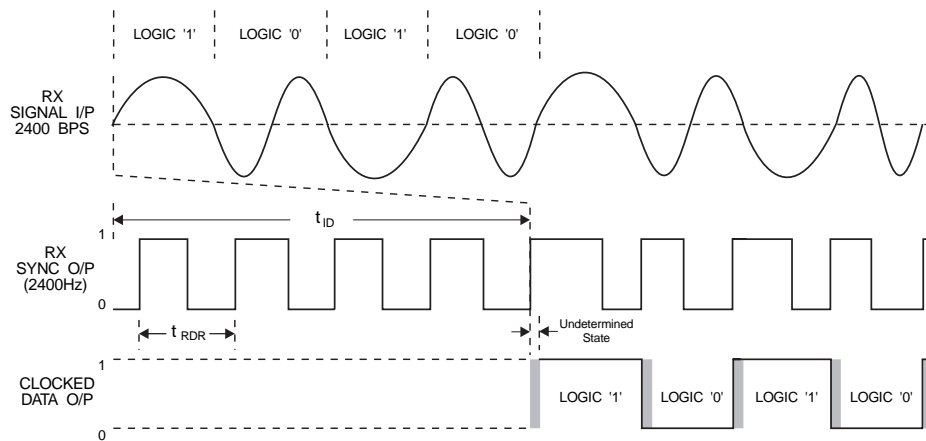 LOGIC '1' LOGIC '0' LOGIC '1' LOGIC '0'
RX
SIGNAL I/P
2400 BPS
t ID
1
RX
SYNC O/P
(2400Hz)
0
t RDR
Undetermined
State
1
CLOCKED
DATA O/P
LOGIC '1' LOGIC '0' LOGIC '1' LOGIC '0'
0